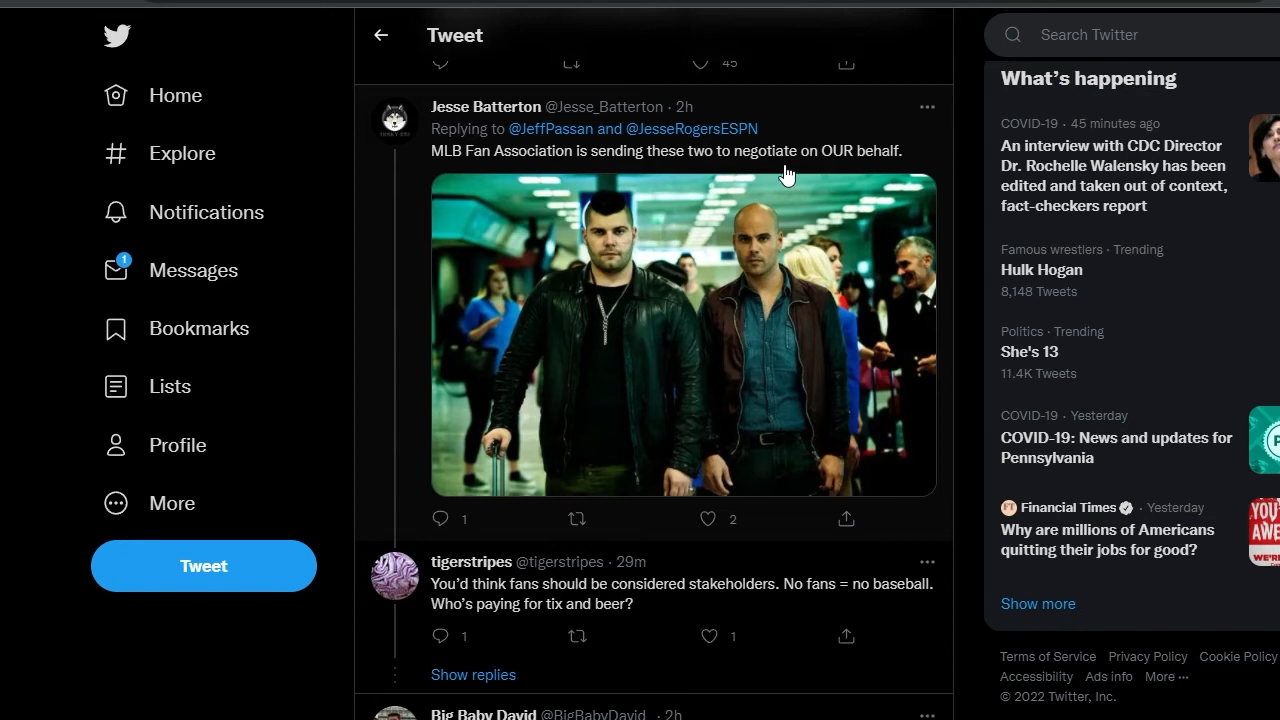 Tweet
Search Twitter
Home
Explore
Notifications
1
Messages
Bookmarks
Lists
Profile
More
Tweet
45
Jesse Batterton @Jesse_Batterton · 2h
Replying to @JeffPassan and @JesseRogersESPN
MLB Fan Association is sending these two to negotiate on OUR behalf.
1
2
tigerstripes @tigerstripes · 29m
You’d think fans should be considered stakeholders. No fans = no baseball.
Who’s paying for tix and beer?
1
1
Show replies
Big Baby David @BigBabyDavid_ · 2h
What’s happening
COVID-19 · 45 minutes ago
An interview with CDC Director
Dr. Rochelle Walensky has been
edited and taken out of context,
fact-checkers report
Famous wrestlers · Trending
Hulk Hogan
8,148 Tweets
Politics · Trending
She's 13
11.4K Tweets
COVID-19 · Yesterday
COVID-19: News and updates for
Pennsylvania
Financial Times · Yesterday
Why are millions of Americans
quitting their jobs for good?
Show more
Terms of Service Privacy Policy Cookie Policy
Accessibility Ads info More ···
© 2022 Twitter, Inc.